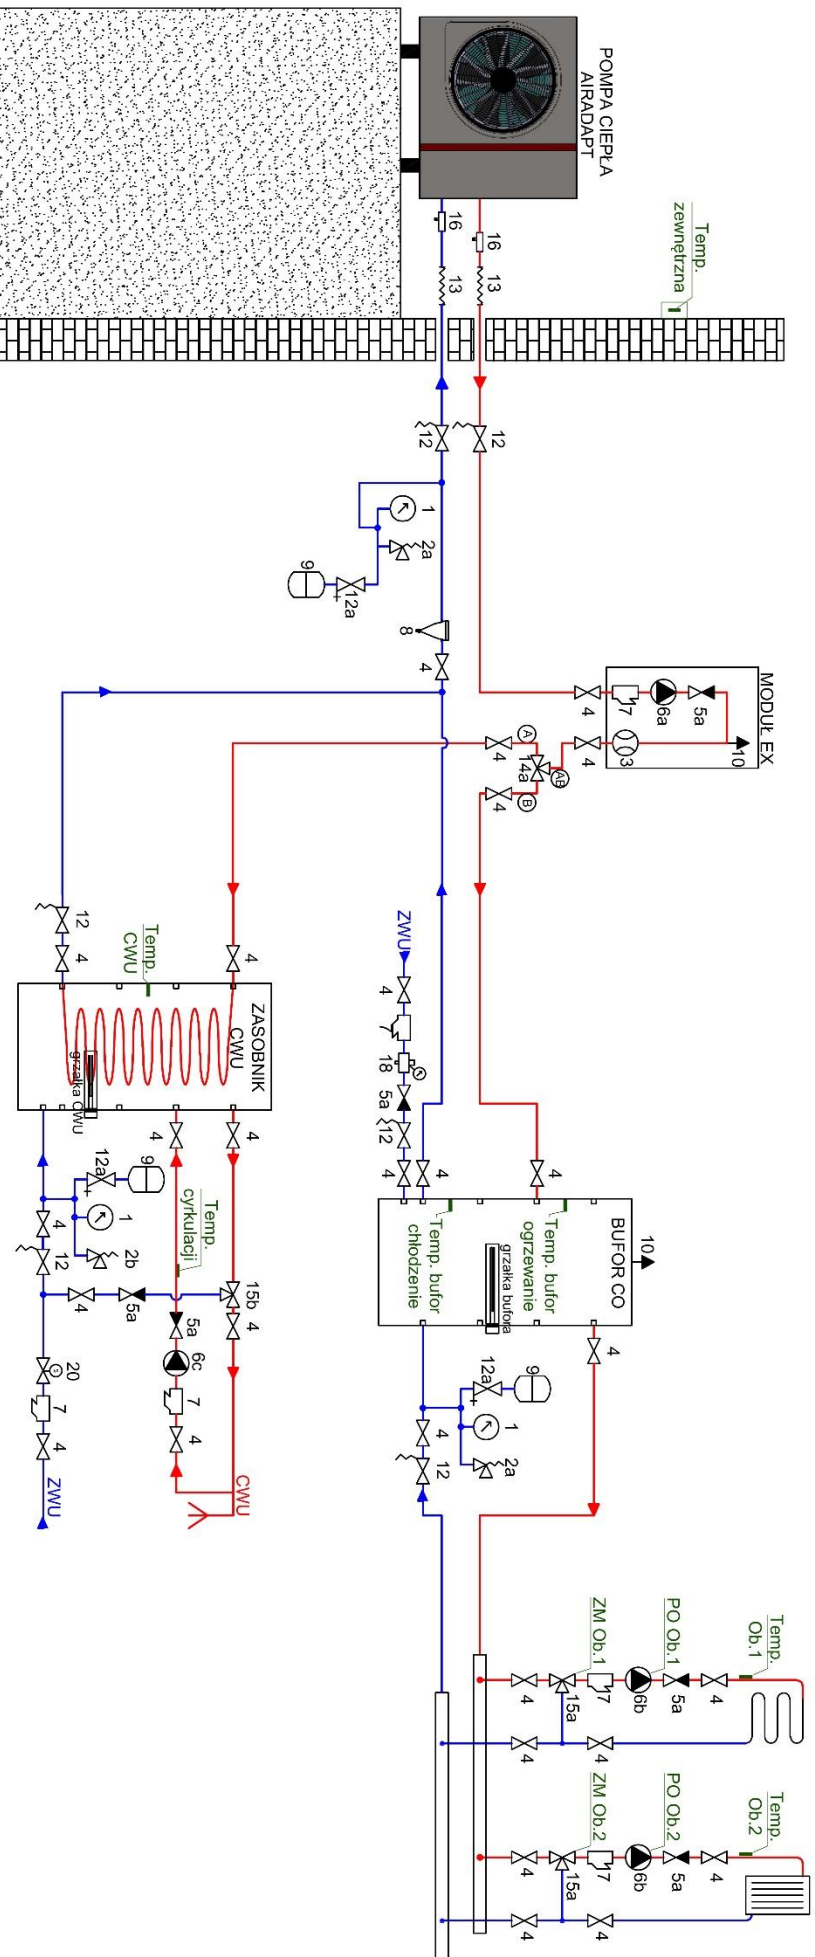 POMPA CIEPŁA
AIRADAPT
16
16
13
13
Temp.
zewnętrzna
12
12
1
2a
9
12a
8
4
MODUŁ EX
4
7
6a
5a
10
4
3
A
AB
B
14a
4
4
12
4
Temp.
CWU
4
ZASOBNIK
CWU
grzałka CWU
ZWU
4
7
18
5a
12
4
4
4
BUFOR CO
10
Temp. bufor
ogrzewanie
grzałka bufora
Temp. bufor
chłodzenie
4
4
4
12a
9
1
2b
4
12
Temp.
cyrkulacji
15b
4
4
5a
5a
6c
7
4
20
7
4
ZWU
CWU
12a
9
1
2a
4
12
Temp.
Ob.1
PO Ob.1
ZM Ob.1
4
5a
6b
7
15a
4
4
4
Temp.
Ob.2
PO Ob.2
ZM Ob.2
4
5a
6b
7
15a
4
4
4